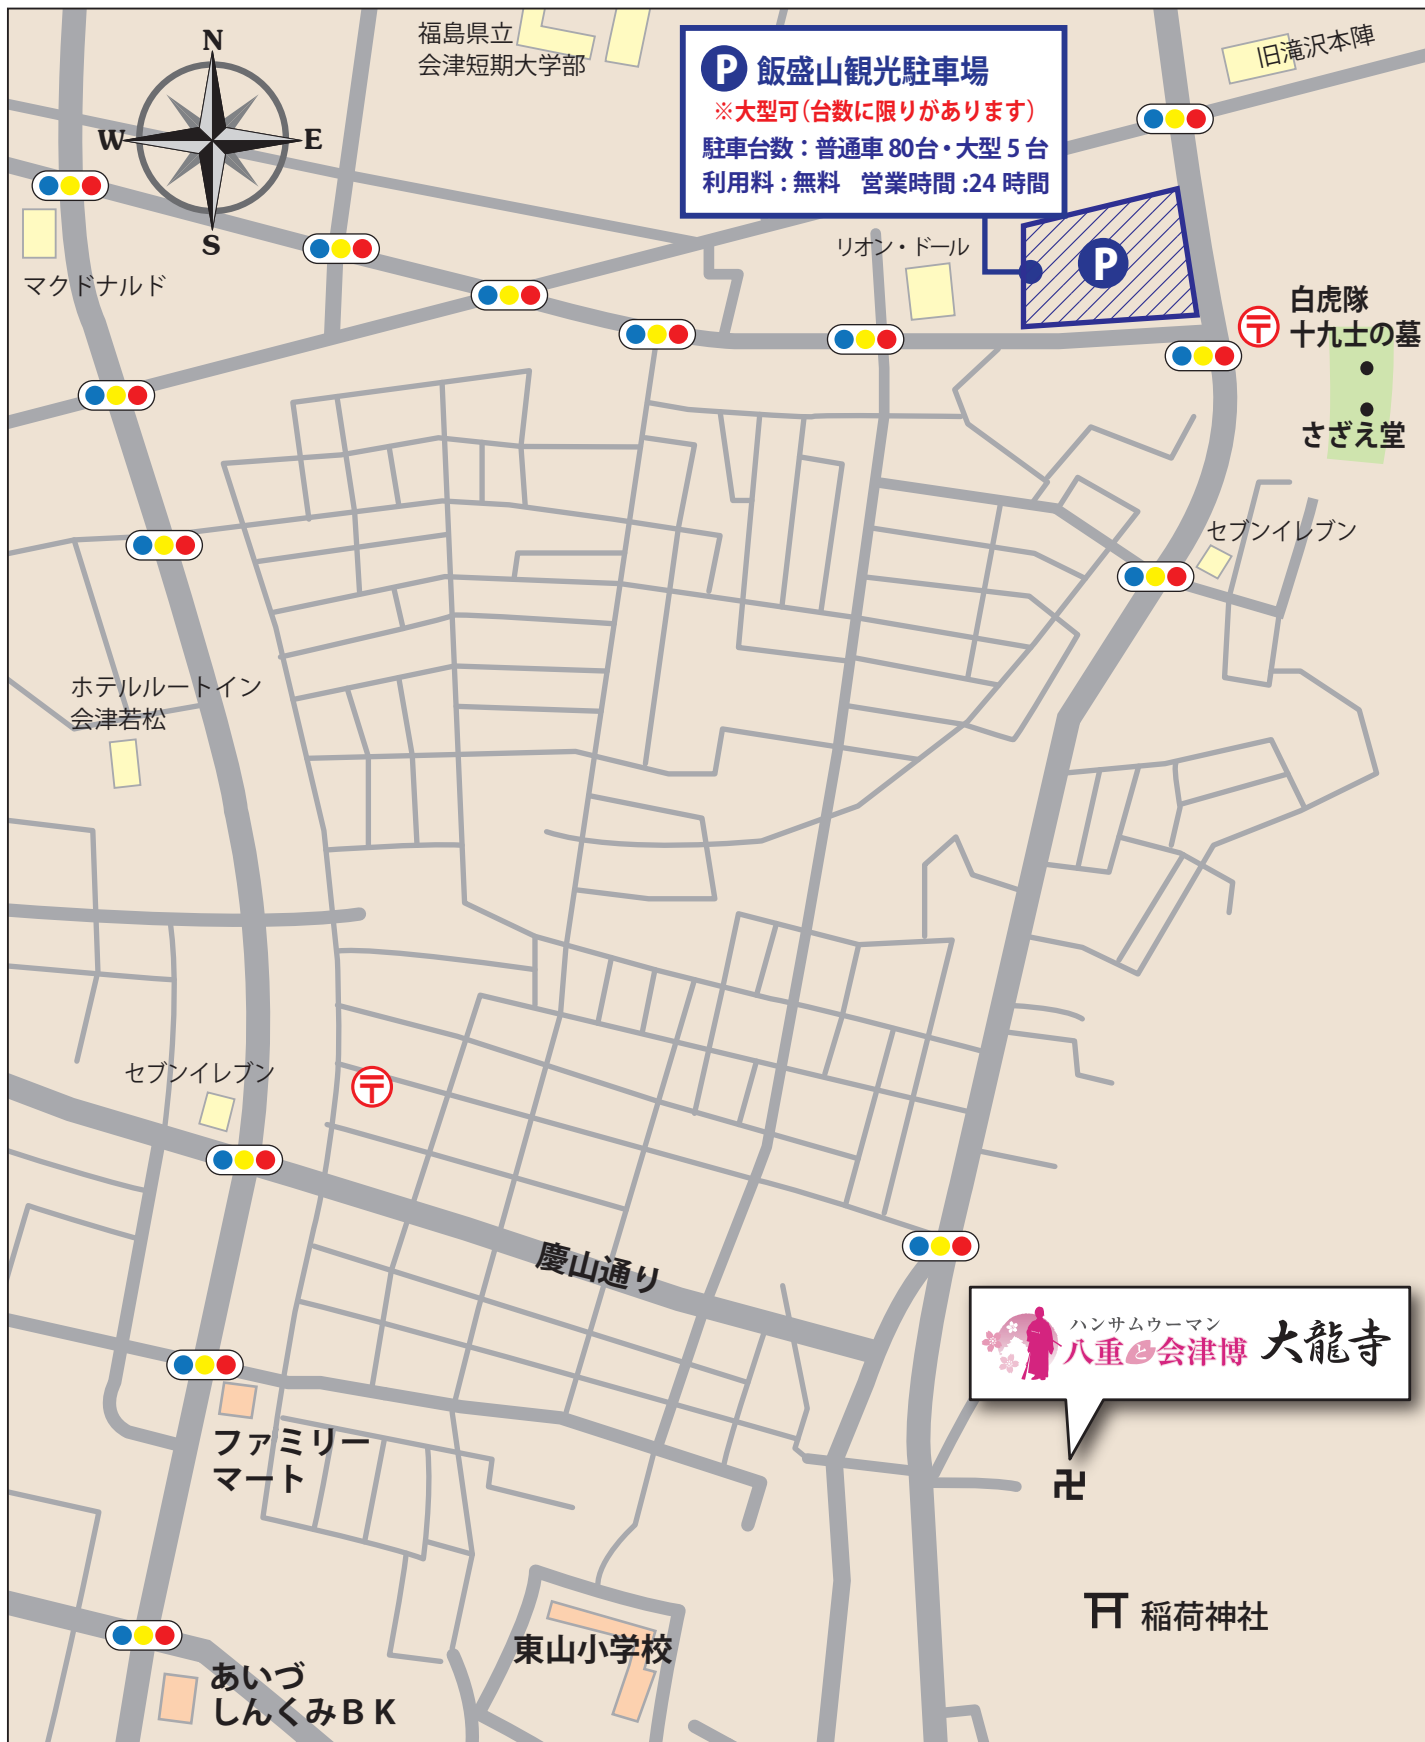 福島県立
会津短期大学部
P 飯盛山観光駐車場
※大型可(台数に限りがあります)
駐車台数：普通車80台・大型5台
利用料：無料　営業時間:24時間
旧滝沢本陣
N
W E
S
マクドナルド
リオン・ドール
P
白虎隊
十九士の墓
さざえ堂
セブンイレブン
ホテルルートイン
会津若松
セブンイレブン
慶山通り
ハンサムウーマン
八重と会津博 大龍寺
卍
ファミリー
マート
稲荷神社
東山小学校
あいづ
しんくみBK